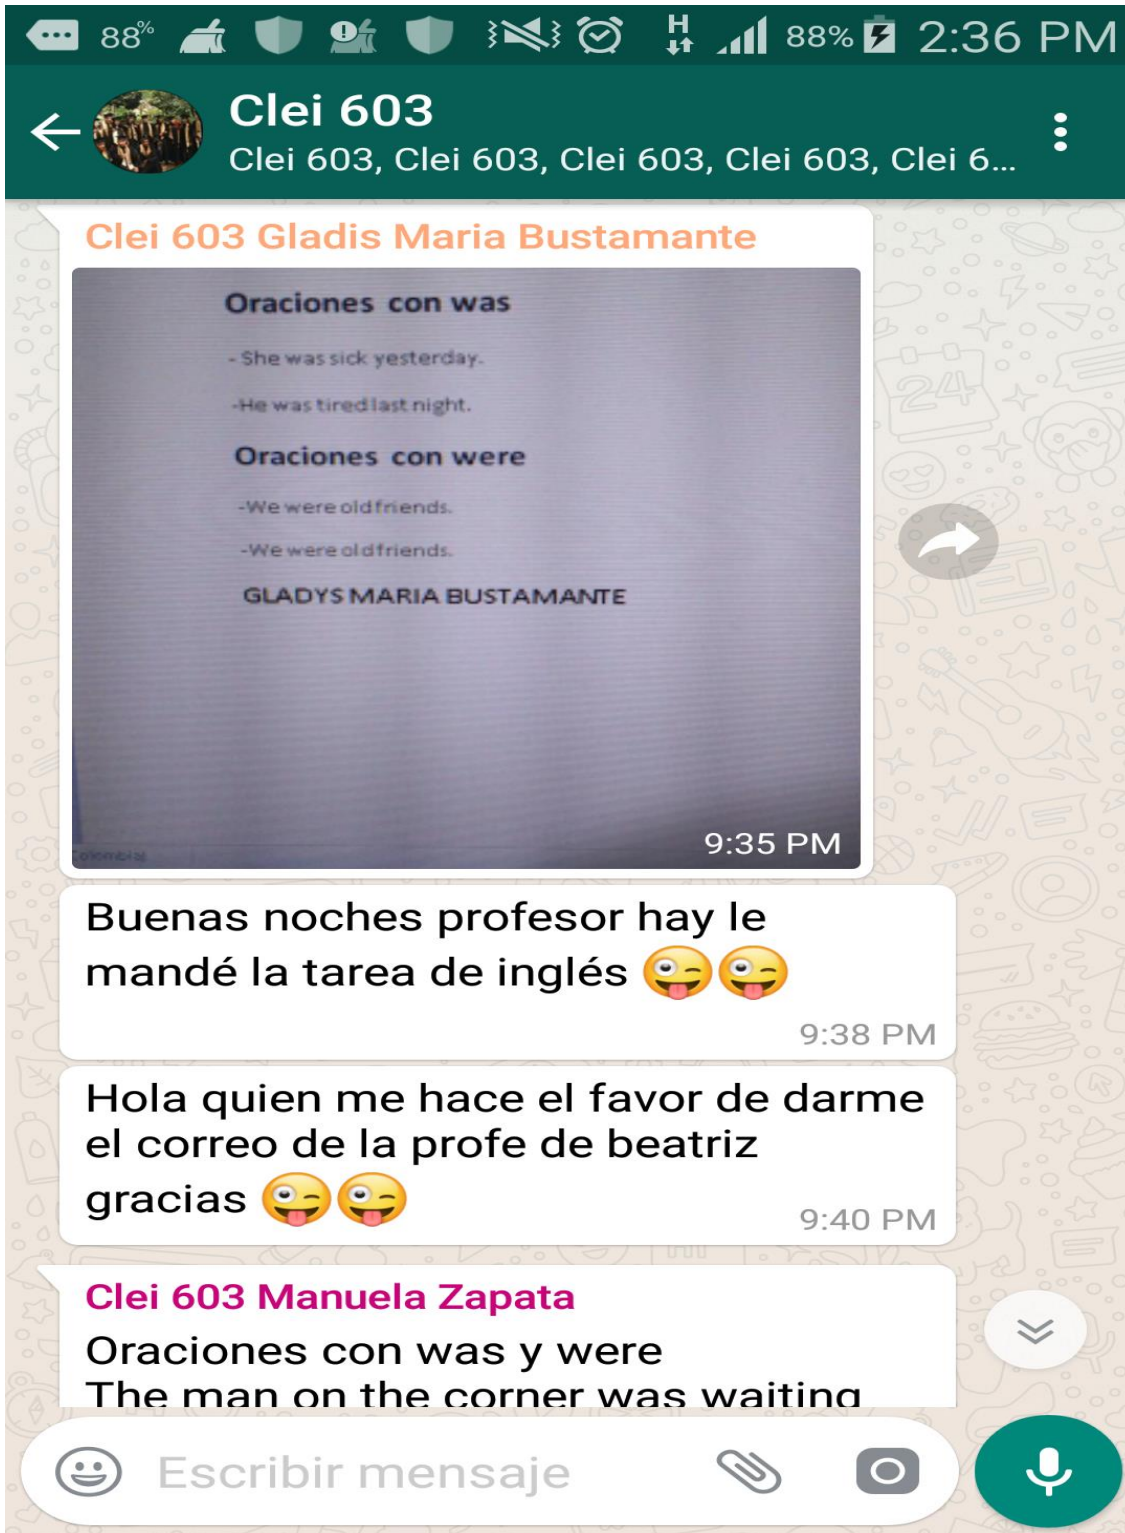 88%
H
88%
2:36 PM
Clei 603
Clei 603, Clei 603, Clei 603, Clei 603, Clei 6...
Clei 603 Gladis Maria Bustamante
Oraciones con was
- She was sick yesterday.
-He was tired last night.
Oraciones con were
-We were old friends.
-We were old friends.
GLADYS MARIA BUSTAMANTE
9:35 PM
Buenas noches profesor hay le
mandé la tarea de inglés 😜😜
9:38 PM
Hola quien me hace el favor de darme
el correo de la profe de beatriz
gracias 😜😜
9:40 PM
Clei 603 Manuela Zapata
Oraciones con was y were
The man on the corner was waiting
Escribir mensaje